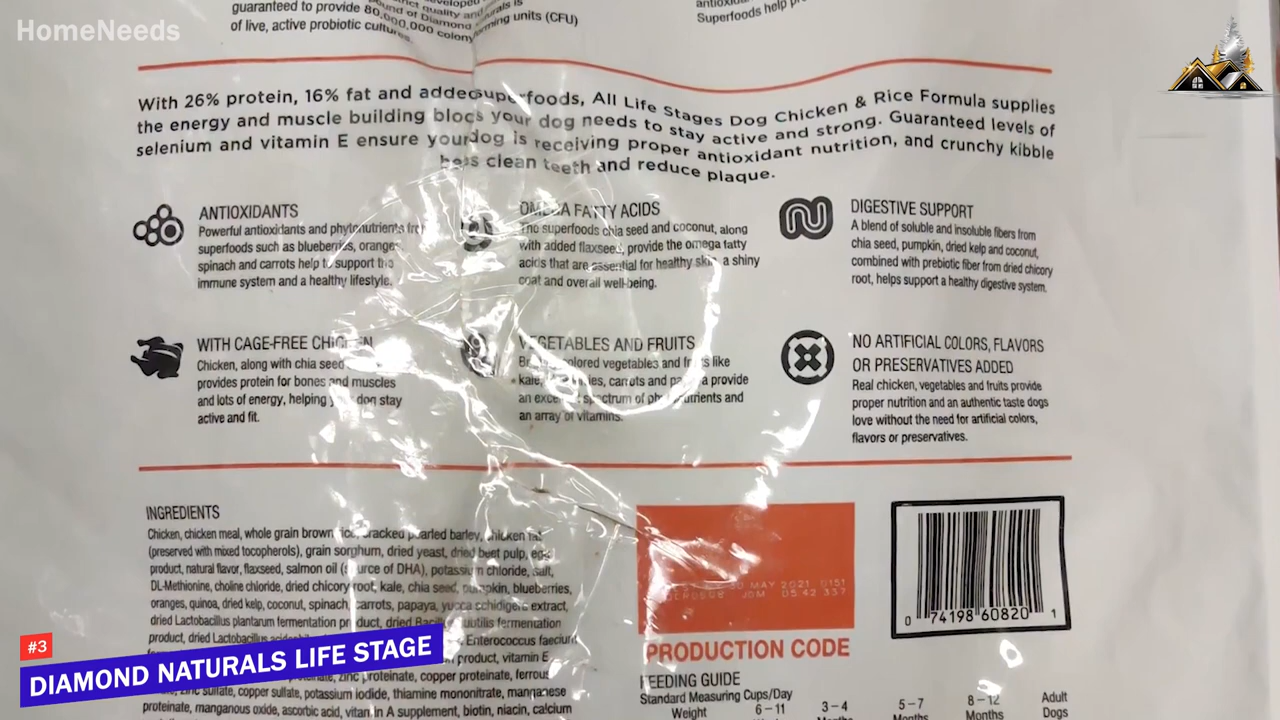 HomeNeeds
guaranteed to provide 80,000,000 colony forming units (CFU)
of live, active probiotic cultures.
Superfoods help
With 26% protein, 16% fat and added superfoods, All Life Stages Dog Chicken & Rice Formula supplies
the energy and muscle building blocs your dog needs to stay active and strong. Guaranteed levels of
selenium and vitamin E ensure your dog is receiving proper antioxidant nutrition, and crunchy kibble
clean teeth and reduce plaque.
ANTIOXIDANTS
Powerful antioxidants and phytonutrients from
superfoods such as blueberries, oranges
spinach and carrots help to support the
immune system and a healthy lifestyle.
OMEGA FATTY ACIDS
The superfoods chia seed and coconut, along
with added flaxseed, provide the omega fatty
acids that are essential for healthy skin, a shiny
coat and overall well-being.
DIGESTIVE SUPPORT
A blend of soluble and insoluble fibers from
chia seed, pumpkin, dried kelp and coconut,
combined with prebiotic fiber from dried chicory
root, helps support a healthy digestive system.
WITH CAGE-FREE CHICKEN
Chicken, along with chia seed
provides protein for bones and muscles
and lots of energy, helping your dog stay
active and fit.
VEGETABLES AND FRUITS
colored vegetables and fruits like
kale, carrots and papaya provide
an spectrum of phytonutrients and
an array of vitamins.
NO ARTIFICIAL COLORS, FLAVORS
OR PRESERVATIVES ADDED
Real chicken, vegetables and fruits provide
proper nutrition and an authentic taste dogs
love without the need for artificial colors,
flavors or preservatives.
INGREDIENTS
Chicken, chicken meal, whole grain brown rice, cracked pearled barley, chicken fat
(preserved with mixed tocopherols), grain sorghum, dried yeast, dried beet pulp, egg
product, natural flavor, flaxseed, salmon oil (source of DHA), potassium chloride, salt,
DL-Methionine, choline chloride, dried chicory root, kale, chia seed, pumpkin, blueberries,
oranges, quinoa, dried kelp, coconut, spinach, carrots, papaya, yucca schidigera extract,
dried Lactobacillus plantarum fermentation product, dried Bacillus subtilis fermentation
product, dried Lactobacillus Enterococcus faecium
product, vitamin E
zinc proteinate, copper proteinate, ferrous
zinc sulfate, copper sulfate, potassium iodide, thiamine mononitrate, manganese
proteinate, manganous oxide, ascorbic acid, vitamin A supplement, biotin, niacin, calcium
MAY 2021 0151
JDM 05:42 337
PRODUCTION CODE
0 74198 60820 1
FEEDING GUIDE
Standard Measuring Cups/Day
Weight 6-11 3-4 5-7 8-12 Adult
Months Months Months Dogs
#3
DIAMOND NATURALS LIFE STAGE